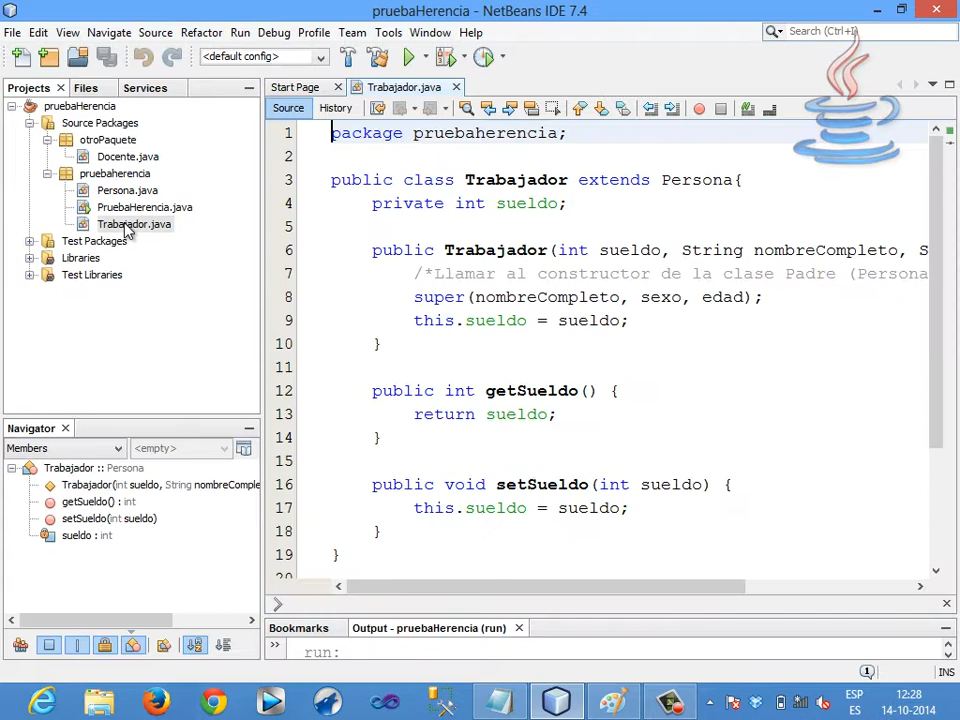 pruebaHerencia - NetBeans IDE 7.4
File Edit View Navigate Source Refactor Run Debug Profile Team Tools Window Help
Search (Ctrl+I)
<default config>
Projects Files Services
Start Page Trabajador.java
pruebaHerencia
Source Packages
otroPaquete
Docente.java
pruebaherencia
Persona.java
PruebaHerencia.java
Trabajador.java
Test Packages
Libraries
Test Libraries
Source History
1 package pruebaherencia;
2
3 public class Trabajador extends Persona{
4 private int sueldo;
5
6 public Trabajador(int sueldo, String nombreCompleto, S
7 /*Llamar al constructor de la clase Padre (Persona
8 super(nombreCompleto, sexo, edad);
9 this.sueldo = sueldo;
10 }
11
12 public int getSueldo() {
13 return sueldo;
14 }
15
16 public void setSueldo(int sueldo) {
17 this.sueldo = sueldo;
18 }
19 }
20
Navigator
Members <empty>
Trabajador :: Persona
Trabajador(int sueldo, String nombreComple
getSueldo() : int
setSueldo(int sueldo)
sueldo : int
Bookmarks Output - pruebaHerencia (run)
run:
1 INS
ESP
ES
12:28
14-10-2014